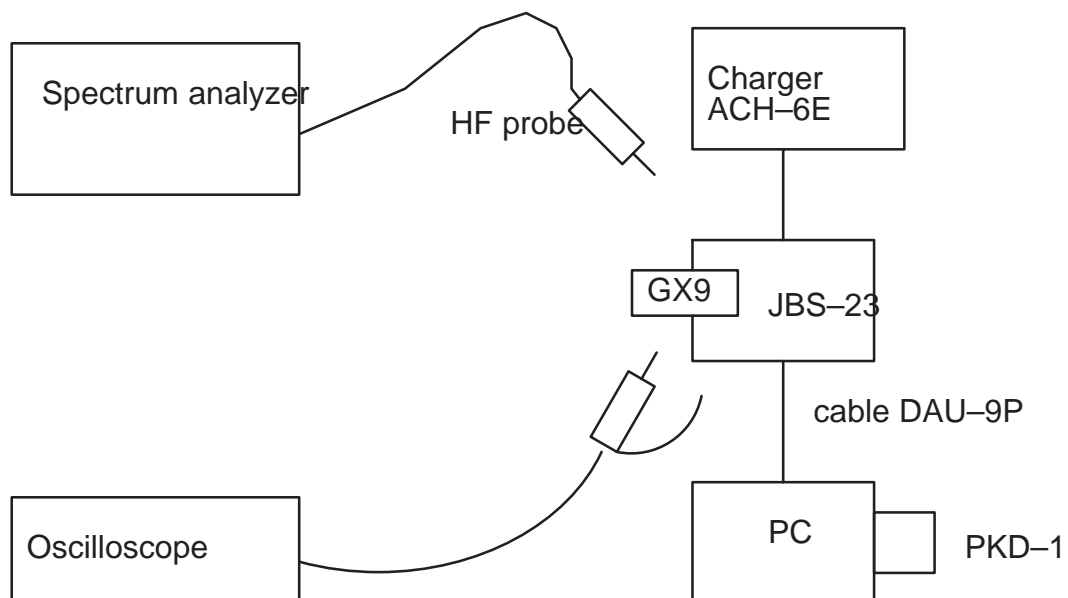 Spectrum analyzer
HF probe
Charger
ACH–6E
GX9
JBS–23
cable DAU–9P
Oscilloscope
PC
PKD–1